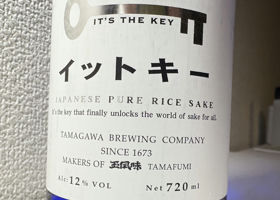 IT'S THE KEY
イットキー
JAPANESE PURE RICE SAKE
It's the key that finally unlocks the world of sake for all.
TAMAGAWA BREWING COMPANY
SINCE 1673
MAKERS OF 玉風味 TAMAFUMI
Alc. 12% VOL Net 720ml